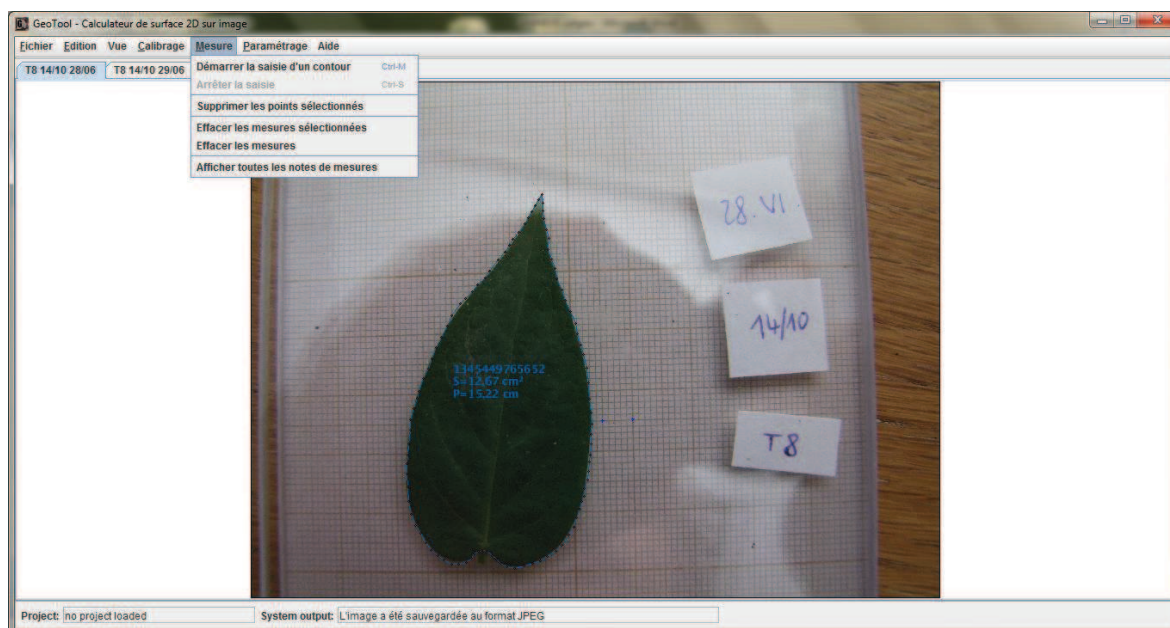 GeoTool - Calculateur de surface 2D sur image
Fichier Edition Vue Calibrage Mesure Paramétrage Aide
T8 14/10 28/06 T8 14/10 29/06
Démarrer la saisie d'un contour Ctrl-M
Arrêter la saisie Ctrl-S
Supprimer les points sélectionnés
Effacer les mesures sélectionnées
Effacer les mesures
Afficher toutes les notes de mesures
28.VI.
14/10
1345449765652
S=12,67 cm²
P=15,22 cm
T8
Project: no project loaded System output: L'image a été sauvegardée au format JPEG